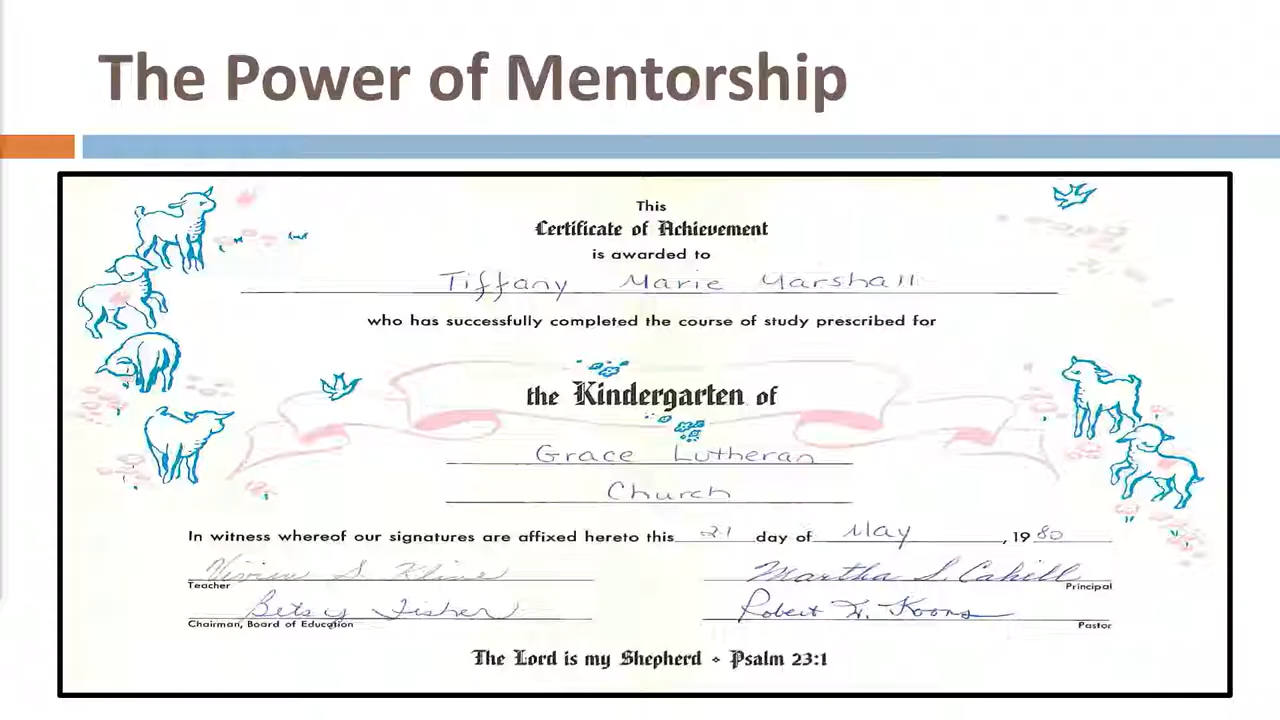 The Power of Mentorship
This
Certificate of Achievement
is awarded to
Tiffany Marie Marshall
who has successfully completed the course of study prescribed for
the Kindergarten of
Grace Lutheran
Church
In witness whereof our signatures are affixed hereto this 21 day of May, 1980
Vivien S. Kline Martha S. Cahill
Teacher Principal
Betsy Fisher Robert H. Koons
Chairman, Board of Education Pastor
The Lord is my Shepherd • Psalm 23:1